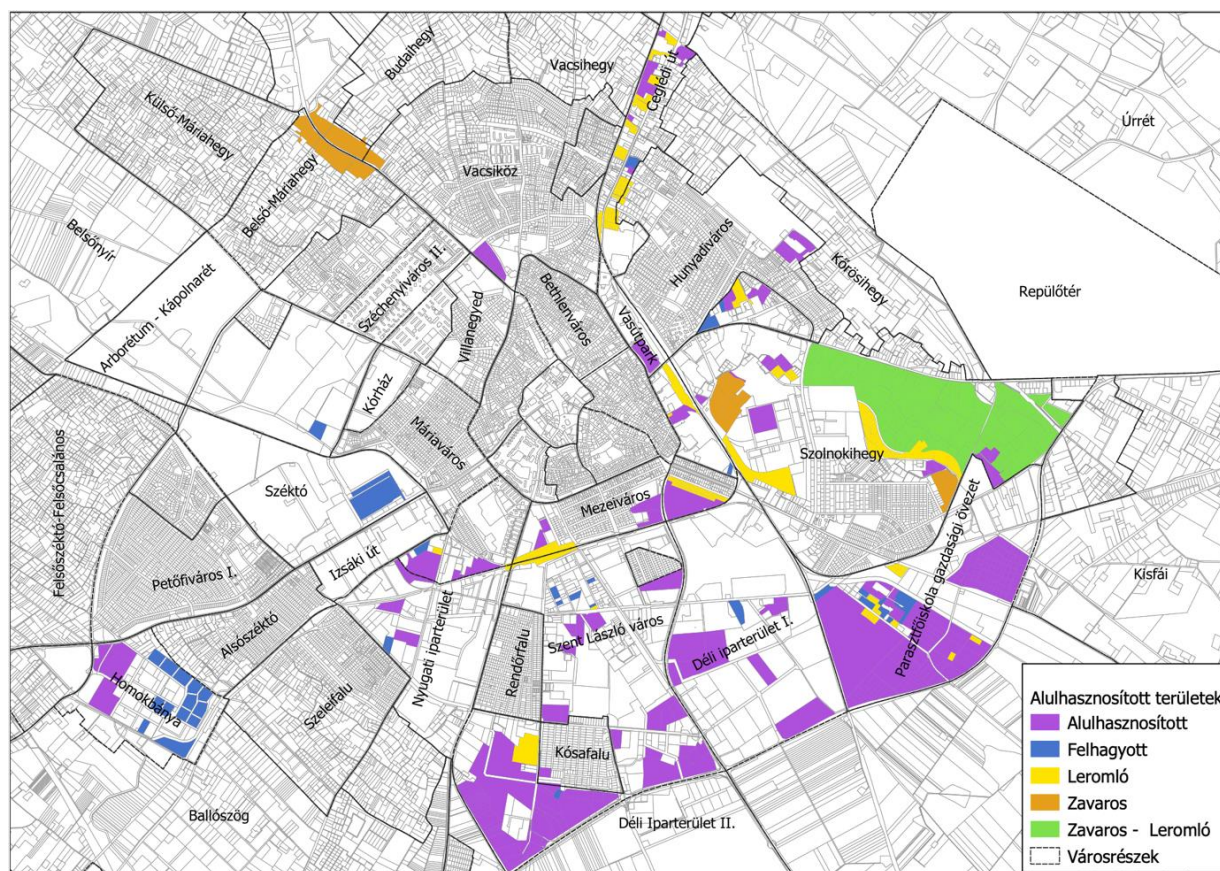 Budaihegy
Vacsihegy
Ceglédi út
Külső-Máriahegy
Úrrét
Vacsiköz
Belső-Máriahegy
Belsőnyír
Hunyadiváros
Kőrösihegy
Széchenyiváros II.
Bethlenváros
Repülőtér
Arborétum - Kápolnarét
Villanegyed
Vasútpark
Kórház
Máriaváros
Szolnokihegy
Felsőszéktó-Felsőcsalános
Széktó
Mezeiváros
Izsáki út
Petőfiváros I.
Kisfái
Parasztfőiskola gazdasági övezet
Alsószéktó
Nyugati iparterület
Rendőrfalu
Szent László város
Déli iparterület I.
Homokbánya
Szeleifalu
Kósafalu
Ballószög
Déli Iparterület II.
Alulhasznosított területek
Alulhasznosított
Felhagyott
Leromló
Zavaros
Zavaros - Leromló
Városrészek